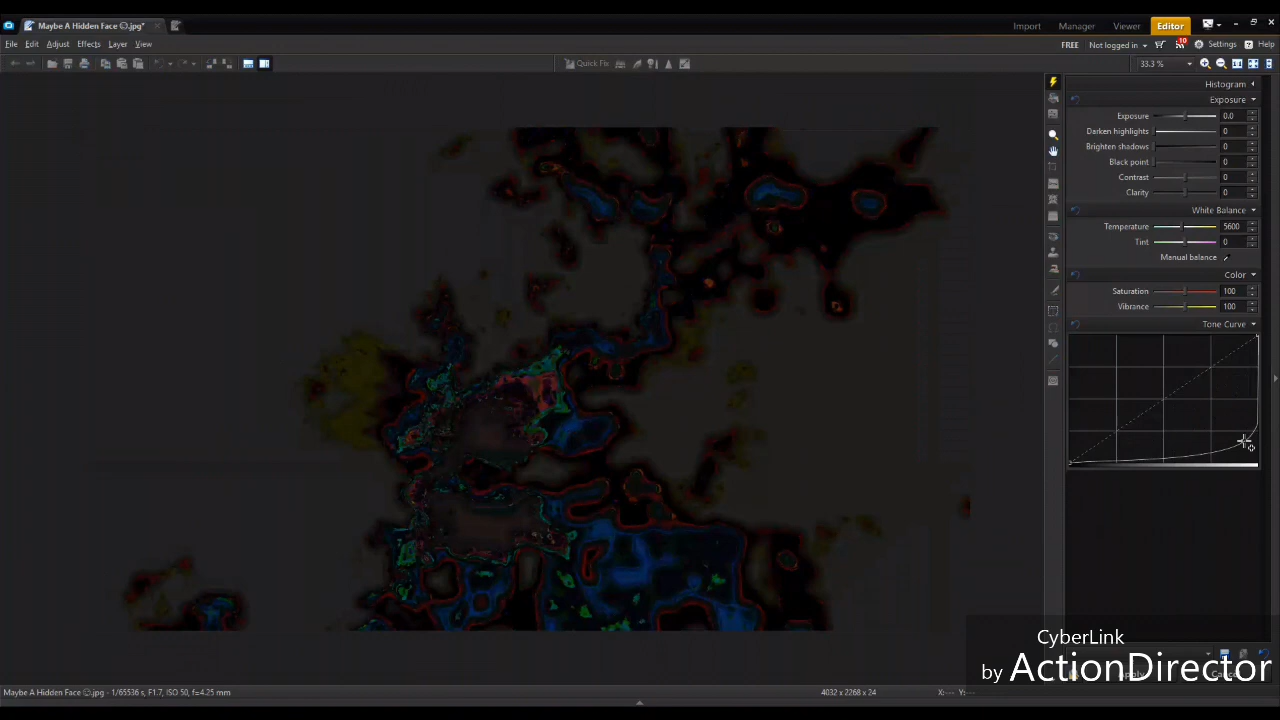 Maybe A Hidden Face ☺.jpg*
Import Manager Viewer Editor
File Edit Adjust Effects Layer View
FREE Not logged in 10 Settings Help
Quick Fix
33.3 %
Histogram
Exposure
Exposure 0.0
Darken highlights 0
Brighten shadows 0
Black point 0
Contrast 0
Clarity 0
White Balance
Temperature 5600
Tint 0
Manual balance
Color
Saturation 100
Vibrance 100
Tone Curve
CyberLink
by ActionDirector
Maybe A Hidden Face ☺.jpg - 1/65536 s, F1.7, ISO 50, f=4.25 mm
4032 x 2268 x 24
X:--- Y:---